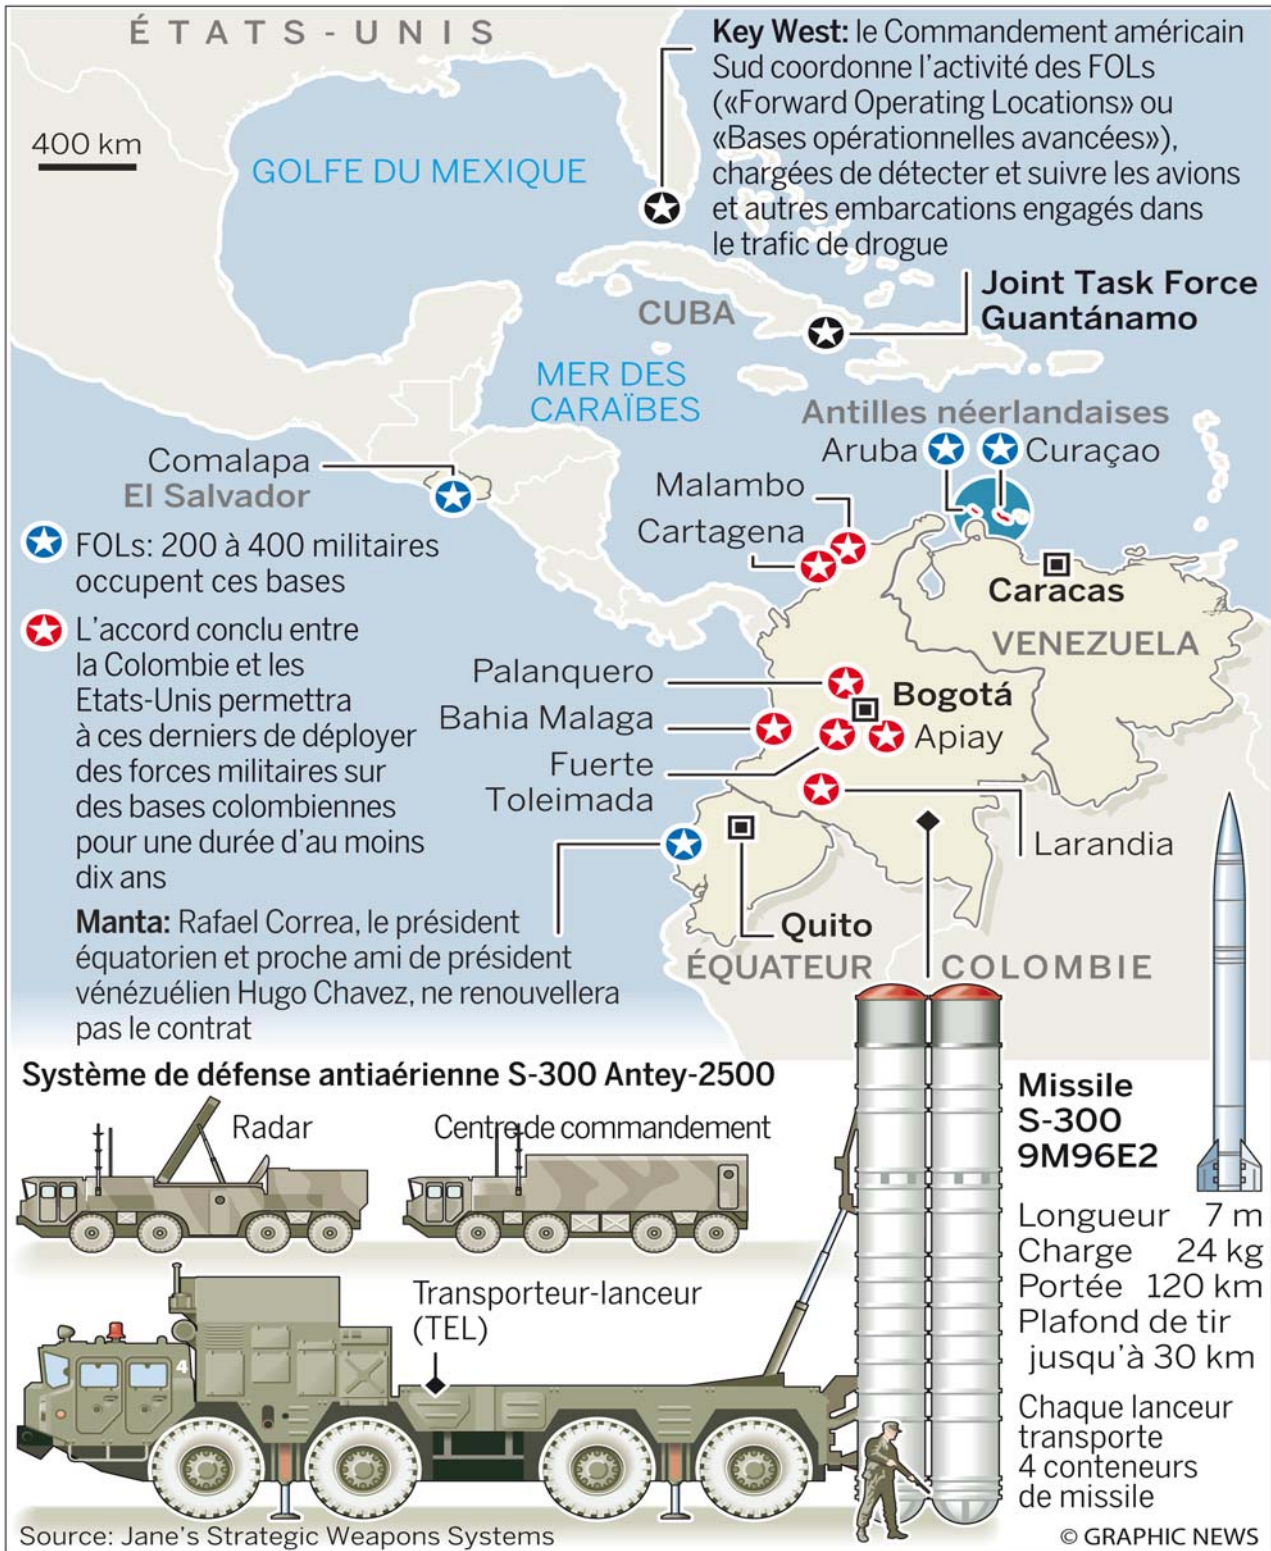 ÉTATS-UNIS
Key West: le Commandement américain
Sud coordonne l'activité des FOLs
(«Forward Operating Locations» ou
«Bases opérationnelles avancées»),
chargées de détecter et suivre les avions
et autres embarcations engagés dans
le trafic de drogue
400 km
GOLFE DU MEXIQUE
Joint Task Force
Guantánamo
CUBA
MER DES
CARAÏBES
Antilles néerlandaises
Aruba
Curaçao
Comalapa
El Salvador
Malambo
Cartagena
FOLs: 200 à 400 militaires
occupent ces bases
Caracas
VENEZUELA
L'accord conclu entre
la Colombie et les
Etats-Unis permettra
à ces derniers de déployer
des forces militaires sur
des bases colombiennes
pour une durée d'au moins
dix ans
Palanquero
Bogotá
Bahia Malaga
Apiay
Fuerte
Toleimada
Larandia
Manta: Rafael Correa, le président
équatorien et proche ami de président
vénézuélien Hugo Chavez, ne renouvellera
pas le contrat
Quito
ÉQUATEUR
COLOMBIE
Système de défense antiaérienne S-300 Antey-2500
Radar
Centre de commandement
Missile
S-300
9M96E2
Longueur 7 m
Charge 24 kg
Portée 120 km
Plafond de tir
jusqu'à 30 km
Transporteur-lanceur
(TEL)
4
Chaque lanceur
transporte
4 conteneurs
de missile
Source: Jane's Strategic Weapons Systems
© GRAPHIC NEWS